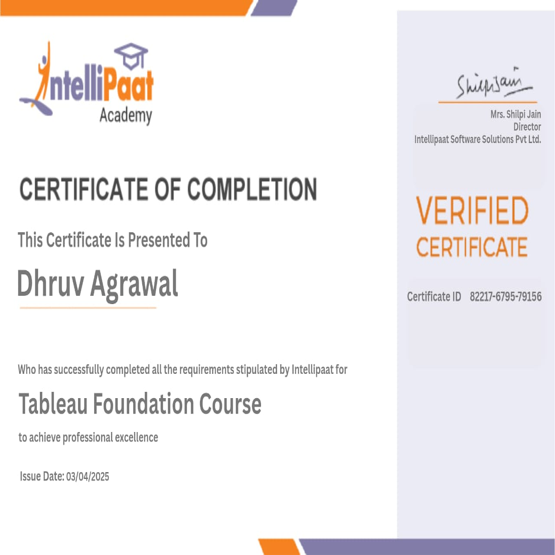 IntelliPaat
Academy
CERTIFICATE OF COMPLETION
This Certificate Is Presented To
Dhruv Agrawal
Who has successfully completed all the requirements stipulated by Intellipaat for
Tableau Foundation Course
to achieve professional excellence
Issue Date: 03/04/2025
Shilpi Jain
Mrs. Shilpi Jain
Director
Intellipaat Software Solutions Pvt Ltd.
VERIFIED
CERTIFICATE
Certificate ID 82217-6795-79156